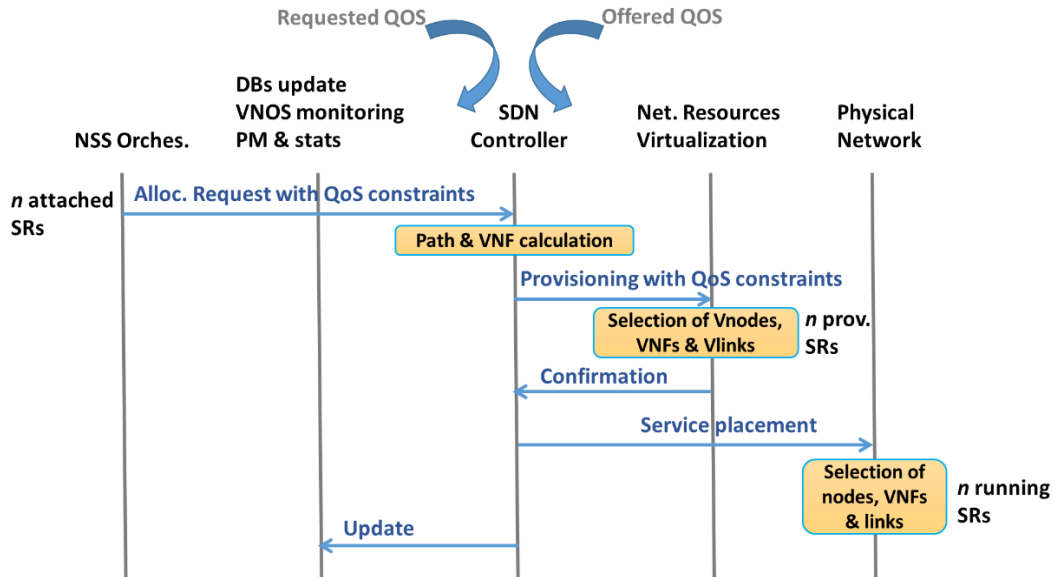 Requested QOS
Offered QOS
DBs update
VNOS monitoring
PM & stats
NSS Orches.
SDN
Controller
Net. Resources
Virtualization
Physical
Network
n attached
SRs
Alloc. Request with QoS constraints
Path & VNF calculation
Provisioning with QoS constraints
Selection of Vnodes,
VNFs & Vlinks
n prov.
SRs
Confirmation
Service placement
Selection of
nodes, VNFs
& links
n running
SRs
Update